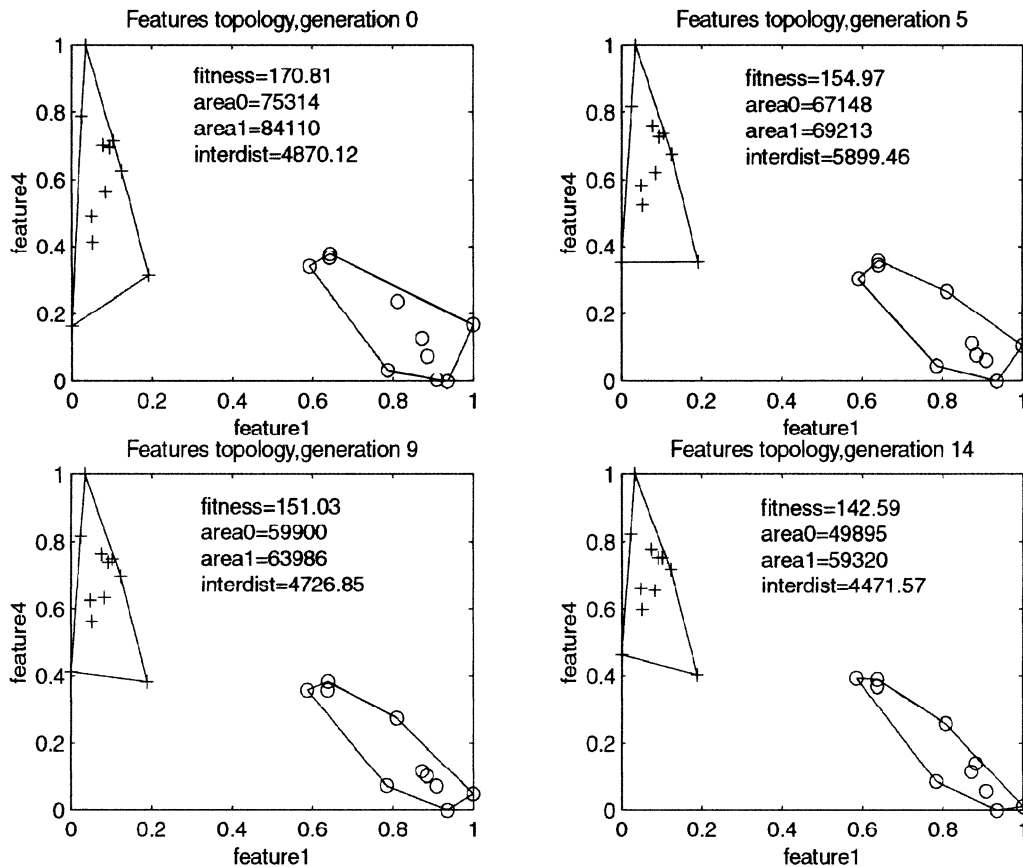 Features topology,generation 0
fitness=170.81
area0=75314
area1=84110
interdist=4870.12
1
0.8
0.6
0.4
0.2
0
feature4
0 0.2 0.4 0.6 0.8 1
feature1
Features topology,generation 5
fitness=154.97
area0=67148
area1=69213
interdist=5899.46
1
0.8
0.6
0.4
0.2
0
feature4
0 0.2 0.4 0.6 0.8 1
feature1
Features topology,generation 9
fitness=151.03
area0=59900
area1=63986
interdist=4726.85
1
0.8
0.6
0.4
0.2
0
feature4
0 0.2 0.4 0.6 0.8 1
feature1
Features topology,generation 14
fitness=142.59
area0=49895
area1=59320
interdist=4471.57
1
0.8
0.6
0.4
0.2
0
feature4
0 0.2 0.4 0.6 0.8 1
feature1